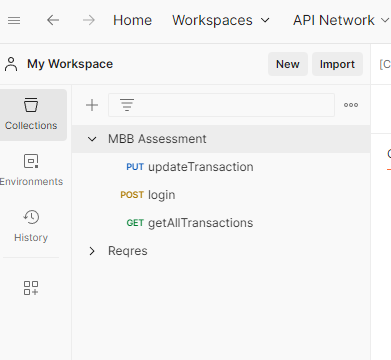 Home Workspaces API Network
My Workspace New Import
Collections
Environments
History
MBB Assessment
PUT updateTransaction
POST login
GET getAllTransactions
Reqres